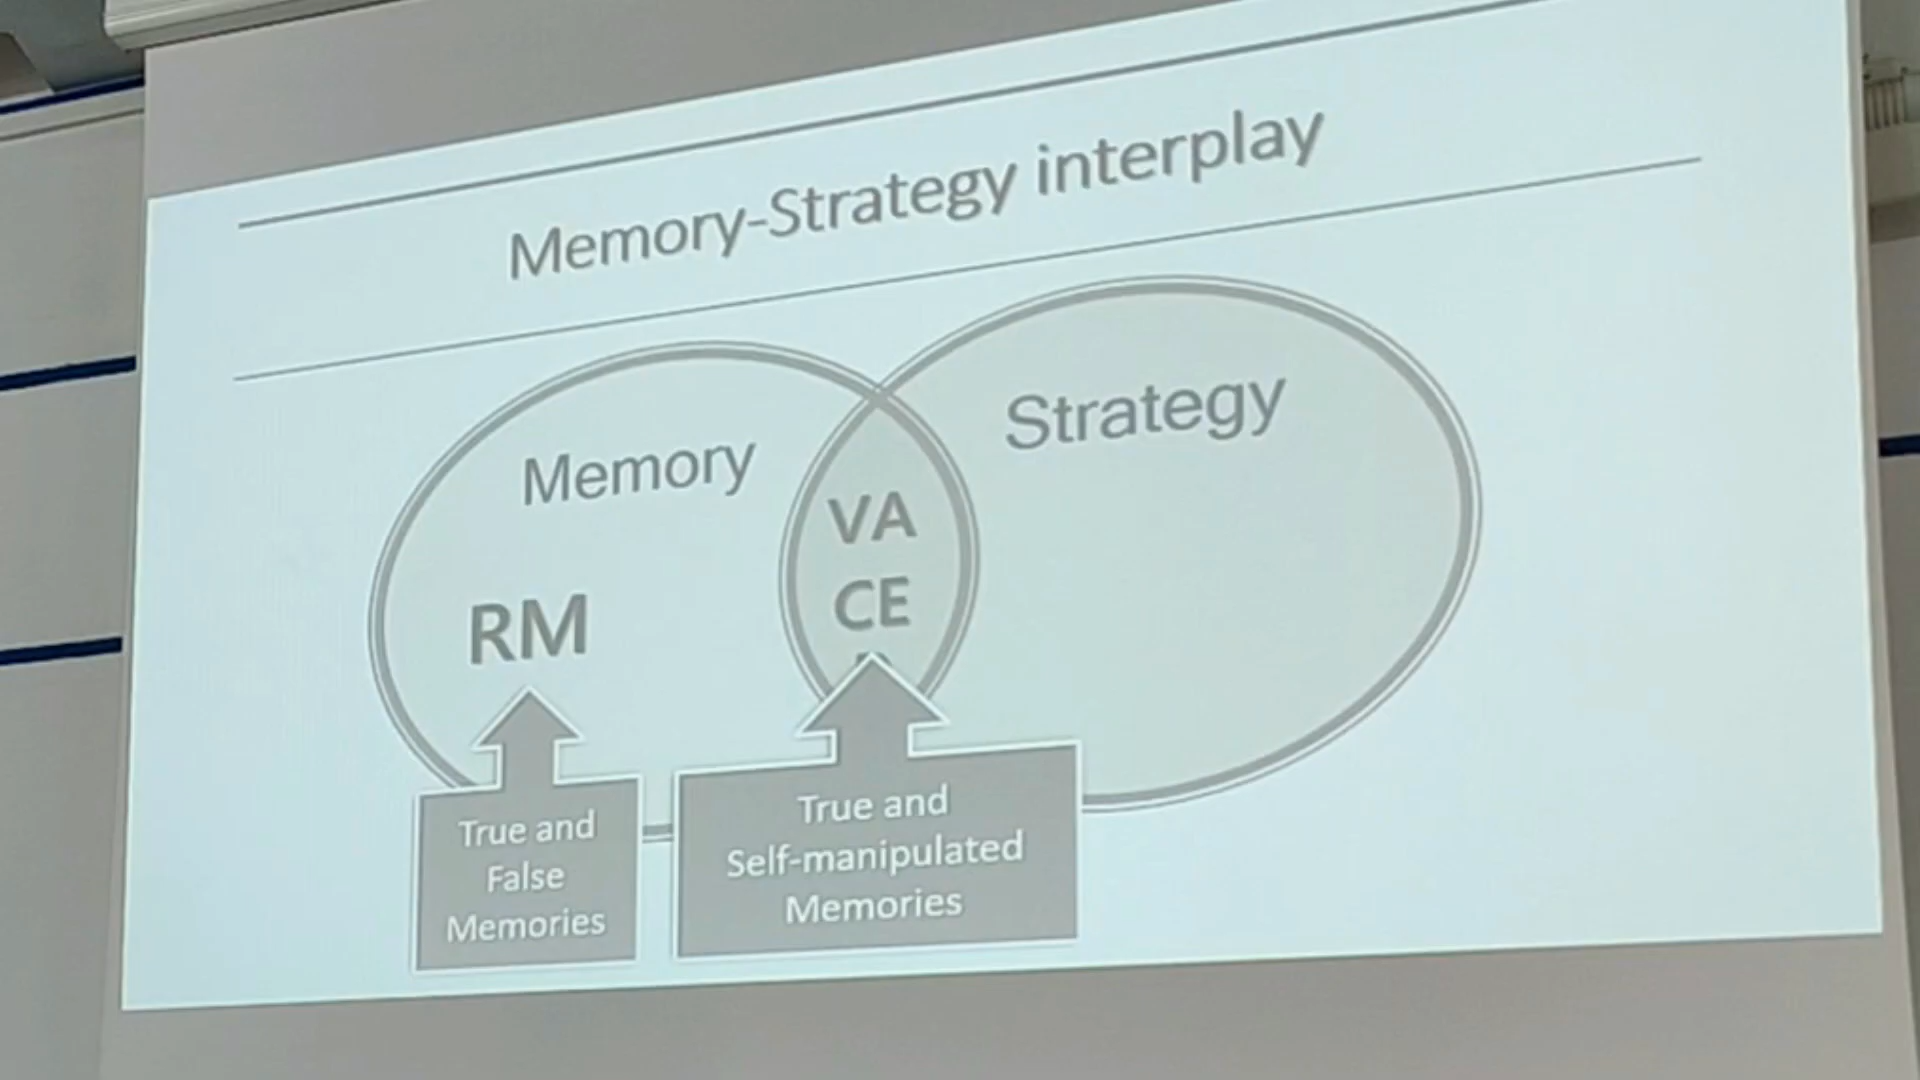 Memory-Strategy interplay
Memory
Strategy
VA
CE
RM
True and
False
Memories
True and
Self-manipulated
Memories